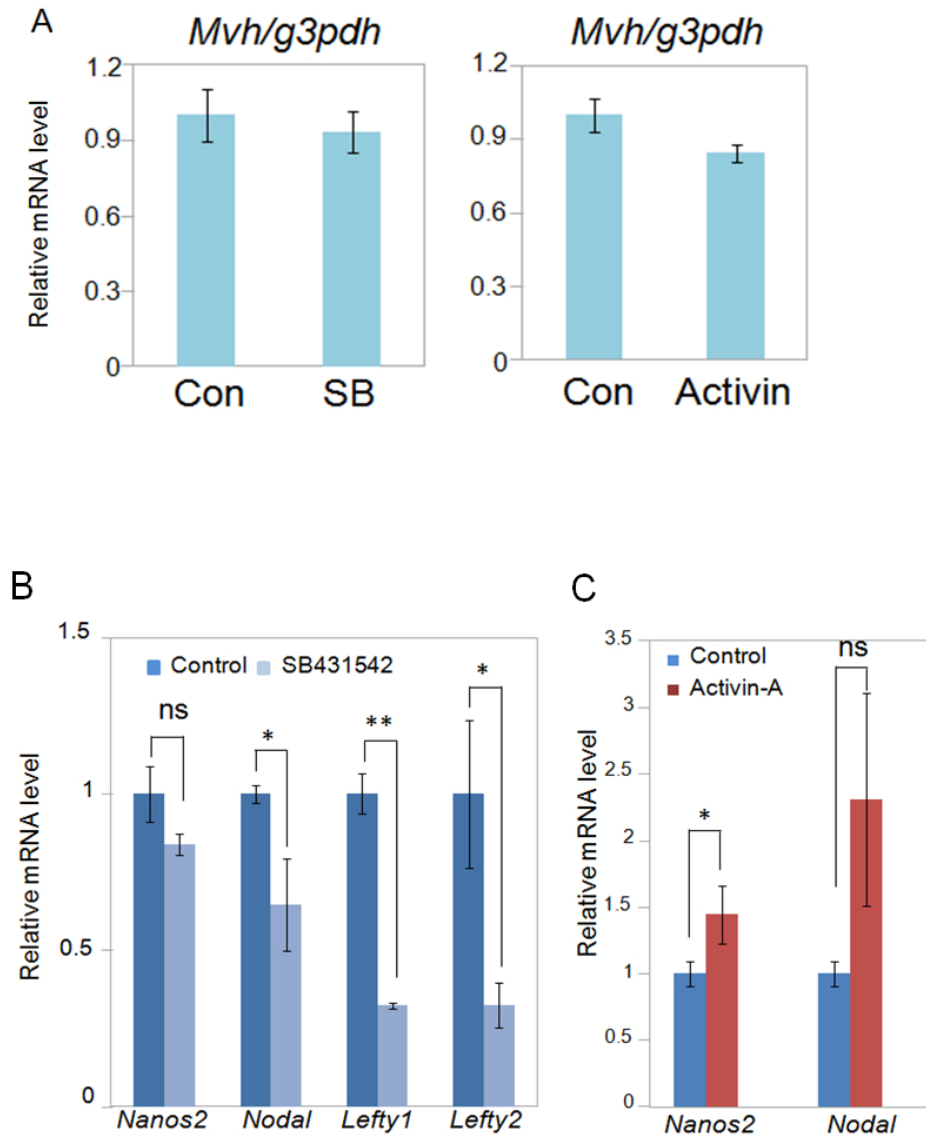 A
Mvh/g3pdh
Mvh/g3pdh
Relative mRNA level
1.2
0.9
0.6
0.3
0
Con SB
1.2
0.9
0.6
0.3
0
Con Activin
B
Relative mRNA level
1.5
1
0.5
0
Control SB431542
ns
*
**
*
Nanos2 Nodal Lefty1 Lefty2
C
Relative mRNA level
3.5
3
2.5
2
1.5
1
0.5
0
Control
Activin-A
*
ns
Nanos2 Nodal